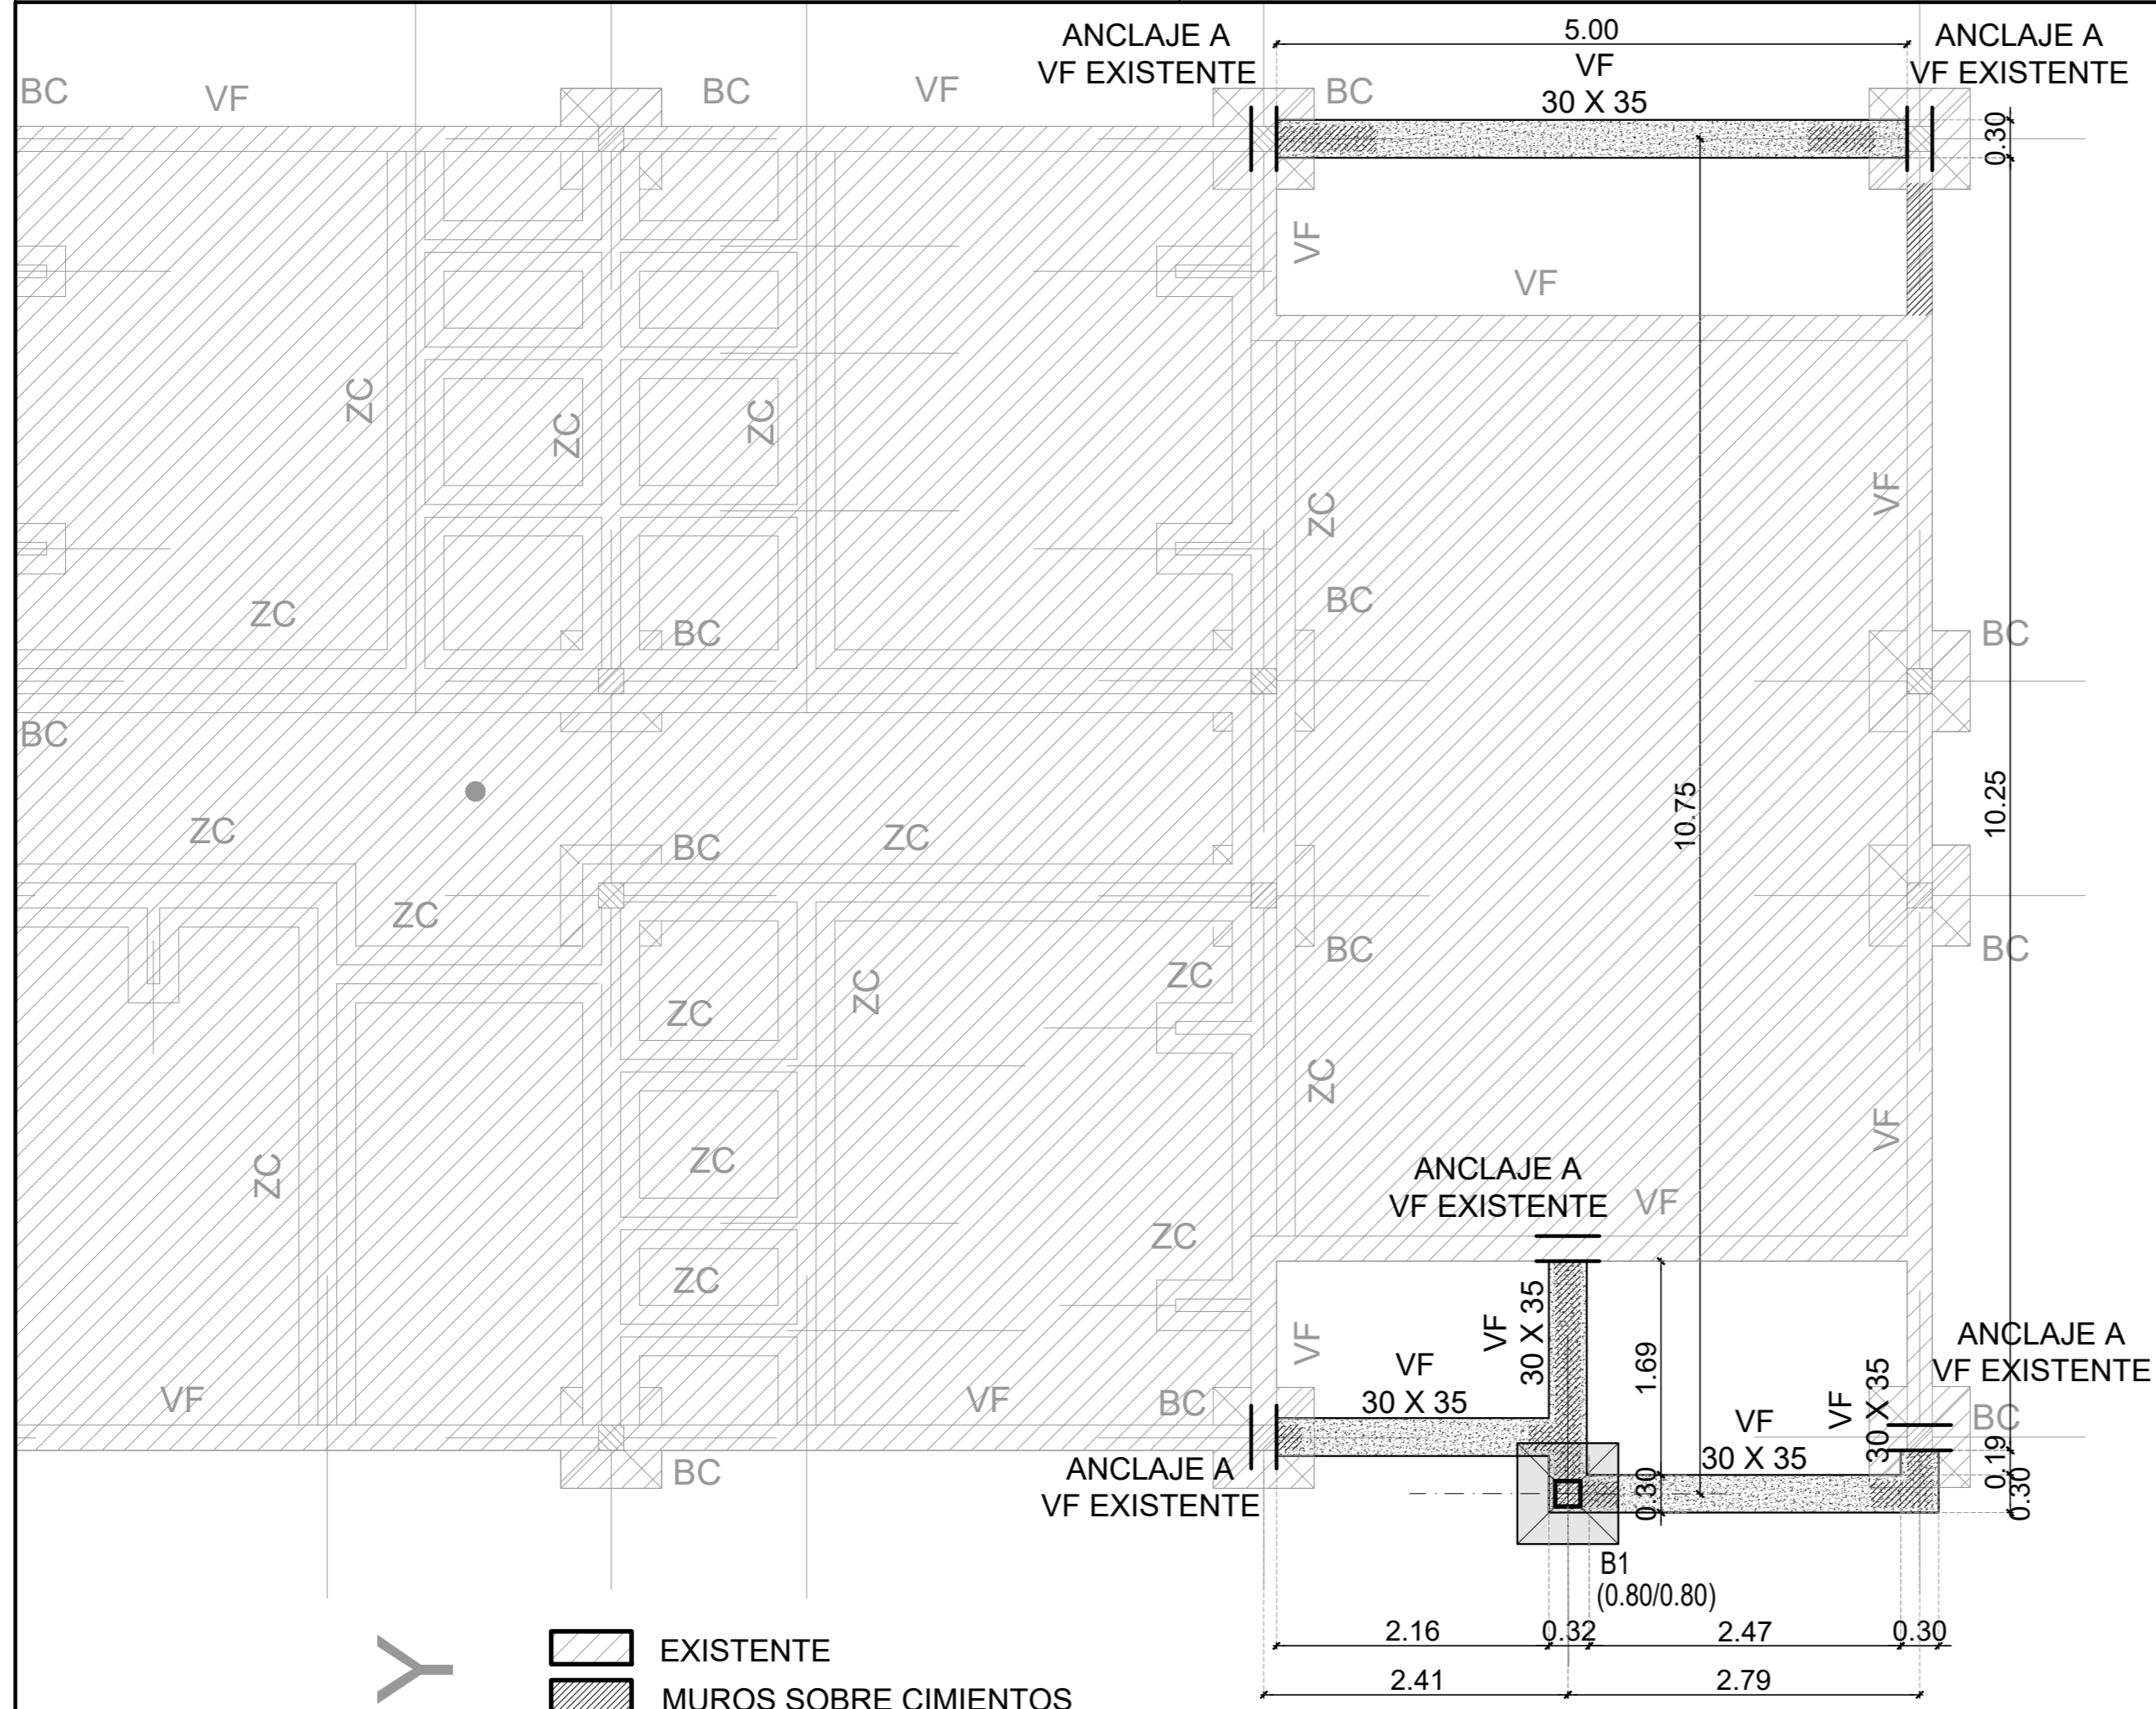 ANCLAJE A
VF EXISTENTE
5.00
VF
30 X 35
ANCLAJE A
VF EXISTENTE
BC
VF
BC
VF
BC
0.30
VF
VF
ZC
ZC
ZC
VF
ZC
BC
ZC
BC
BC
BC
10.75
10.25
ZC
BC
ZC
ZC
BC
BC
ZC
ZC
ZC
ZC
VF
ZC
ZC
ANCLAJE A
VF EXISTENTE
VF
ZC
ZC
VF
VF
30 X 35
1.69
ANCLAJE A
VF EXISTENTE
VF
30 X 35
VF
VF
BC
VF
30 X 35
VF
30 X 35
BC
BC
0.19
0.30
0.30
ANCLAJE A
VF EXISTENTE
B1
(0.80/0.80)
2.16
0.32
2.47
0.30
2.41
2.79
Y
EXISTENTE
MUROS SOBRE CIMIENTOS